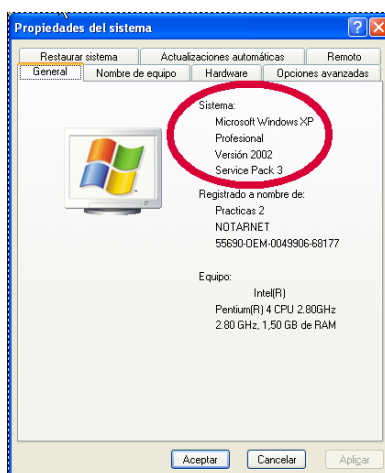 Propiedades del sistema
Restaurar sistema Actualizaciones automáticas Remoto
General Nombre de equipo Hardware Opciones avanzadas
Sistema:
Microsoft Windows XP
Profesional
Versión 2002
Service Pack 3
Registrado a nombre de:
Practicas 2
NOTARNET
55690-OEM-0049906-68177
Equipo:
Intel(R)
Pentium(R) 4 CPU 2.80GHz
2.80 GHz, 1,50 GB de RAM
Aceptar Cancelar Aplicar